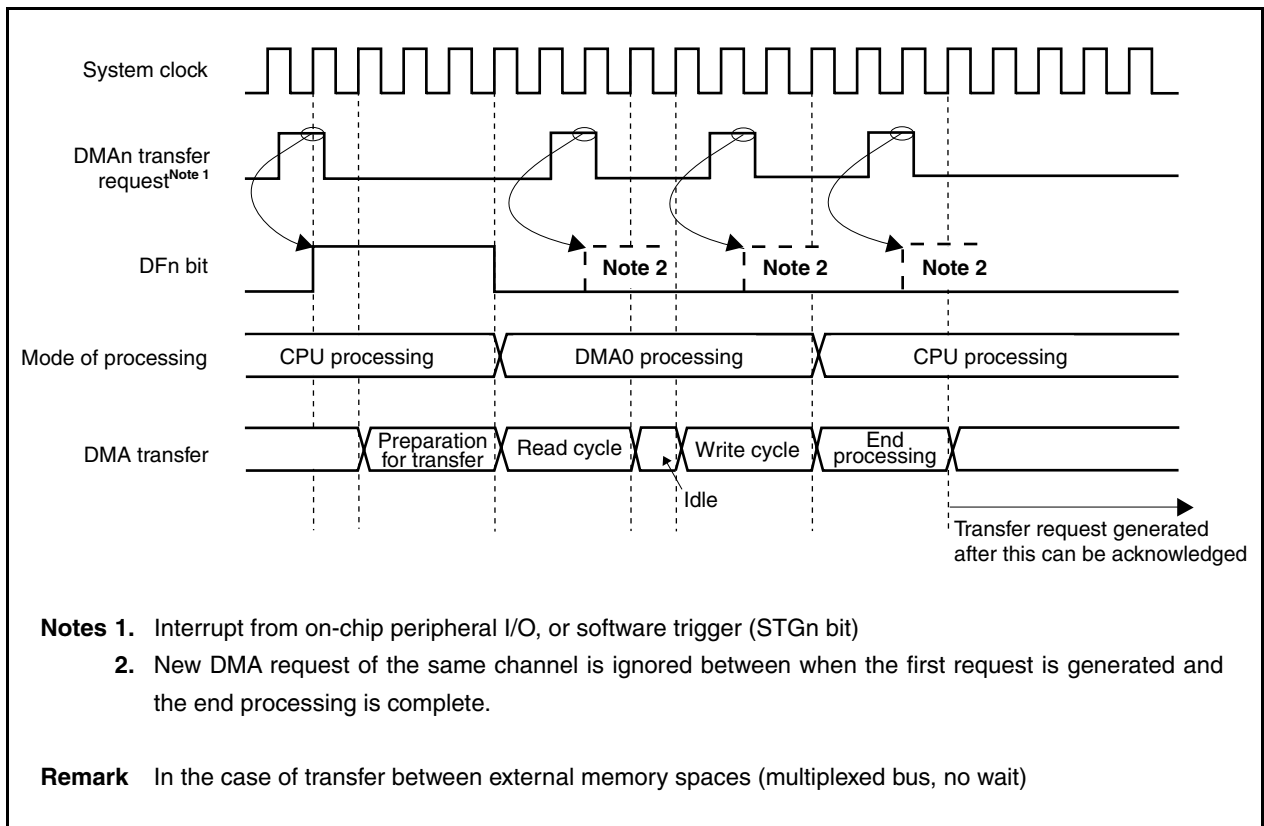 System clock
DMAn transfer
request Note 1
DFn bit
Note 2
Note 2
Note 2
Mode of processing
CPU processing
DMA0 processing
CPU processing
DMA transfer
Preparation
for transfer
Read cycle
Write cycle
End
processing
Idle
Transfer request generated
after this can be acknowledged
Notes 1. Interrupt from on-chip peripheral I/O, or software trigger (STGn bit)
2. New DMA request of the same channel is ignored between when the first request is generated and
the end processing is complete.
Remark In the case of transfer between external memory spaces (multiplexed bus, no wait)